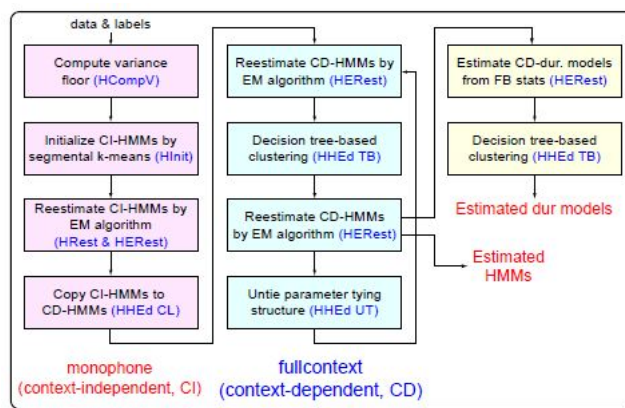 data & labels
Compute variance
floor (HCompV)
Initialize CI-HMMs by
segmental k-means (HInit)
Reestimate CI-HMMs by
EM algorithm
(HRest & HERest)
Copy CI-HMMs to
CD-HMMs (HHEd CL)
monophone
(context-independent, CI)
Reestimate CD-HMMs by
EM algorithm (HERest)
Decision tree-based
clustering (HHEd TB)
Reestimate CD-HMMs
by EM algorithm (HERest)
Untie parameter tying
structure (HHEd UT)
fullcontext
(context-dependent, CD)
Estimate CD-dur. models
from FB stats (HERest)
Decision tree-based
clustering (HHEd TB)
Estimated dur models
Estimated
HMMs